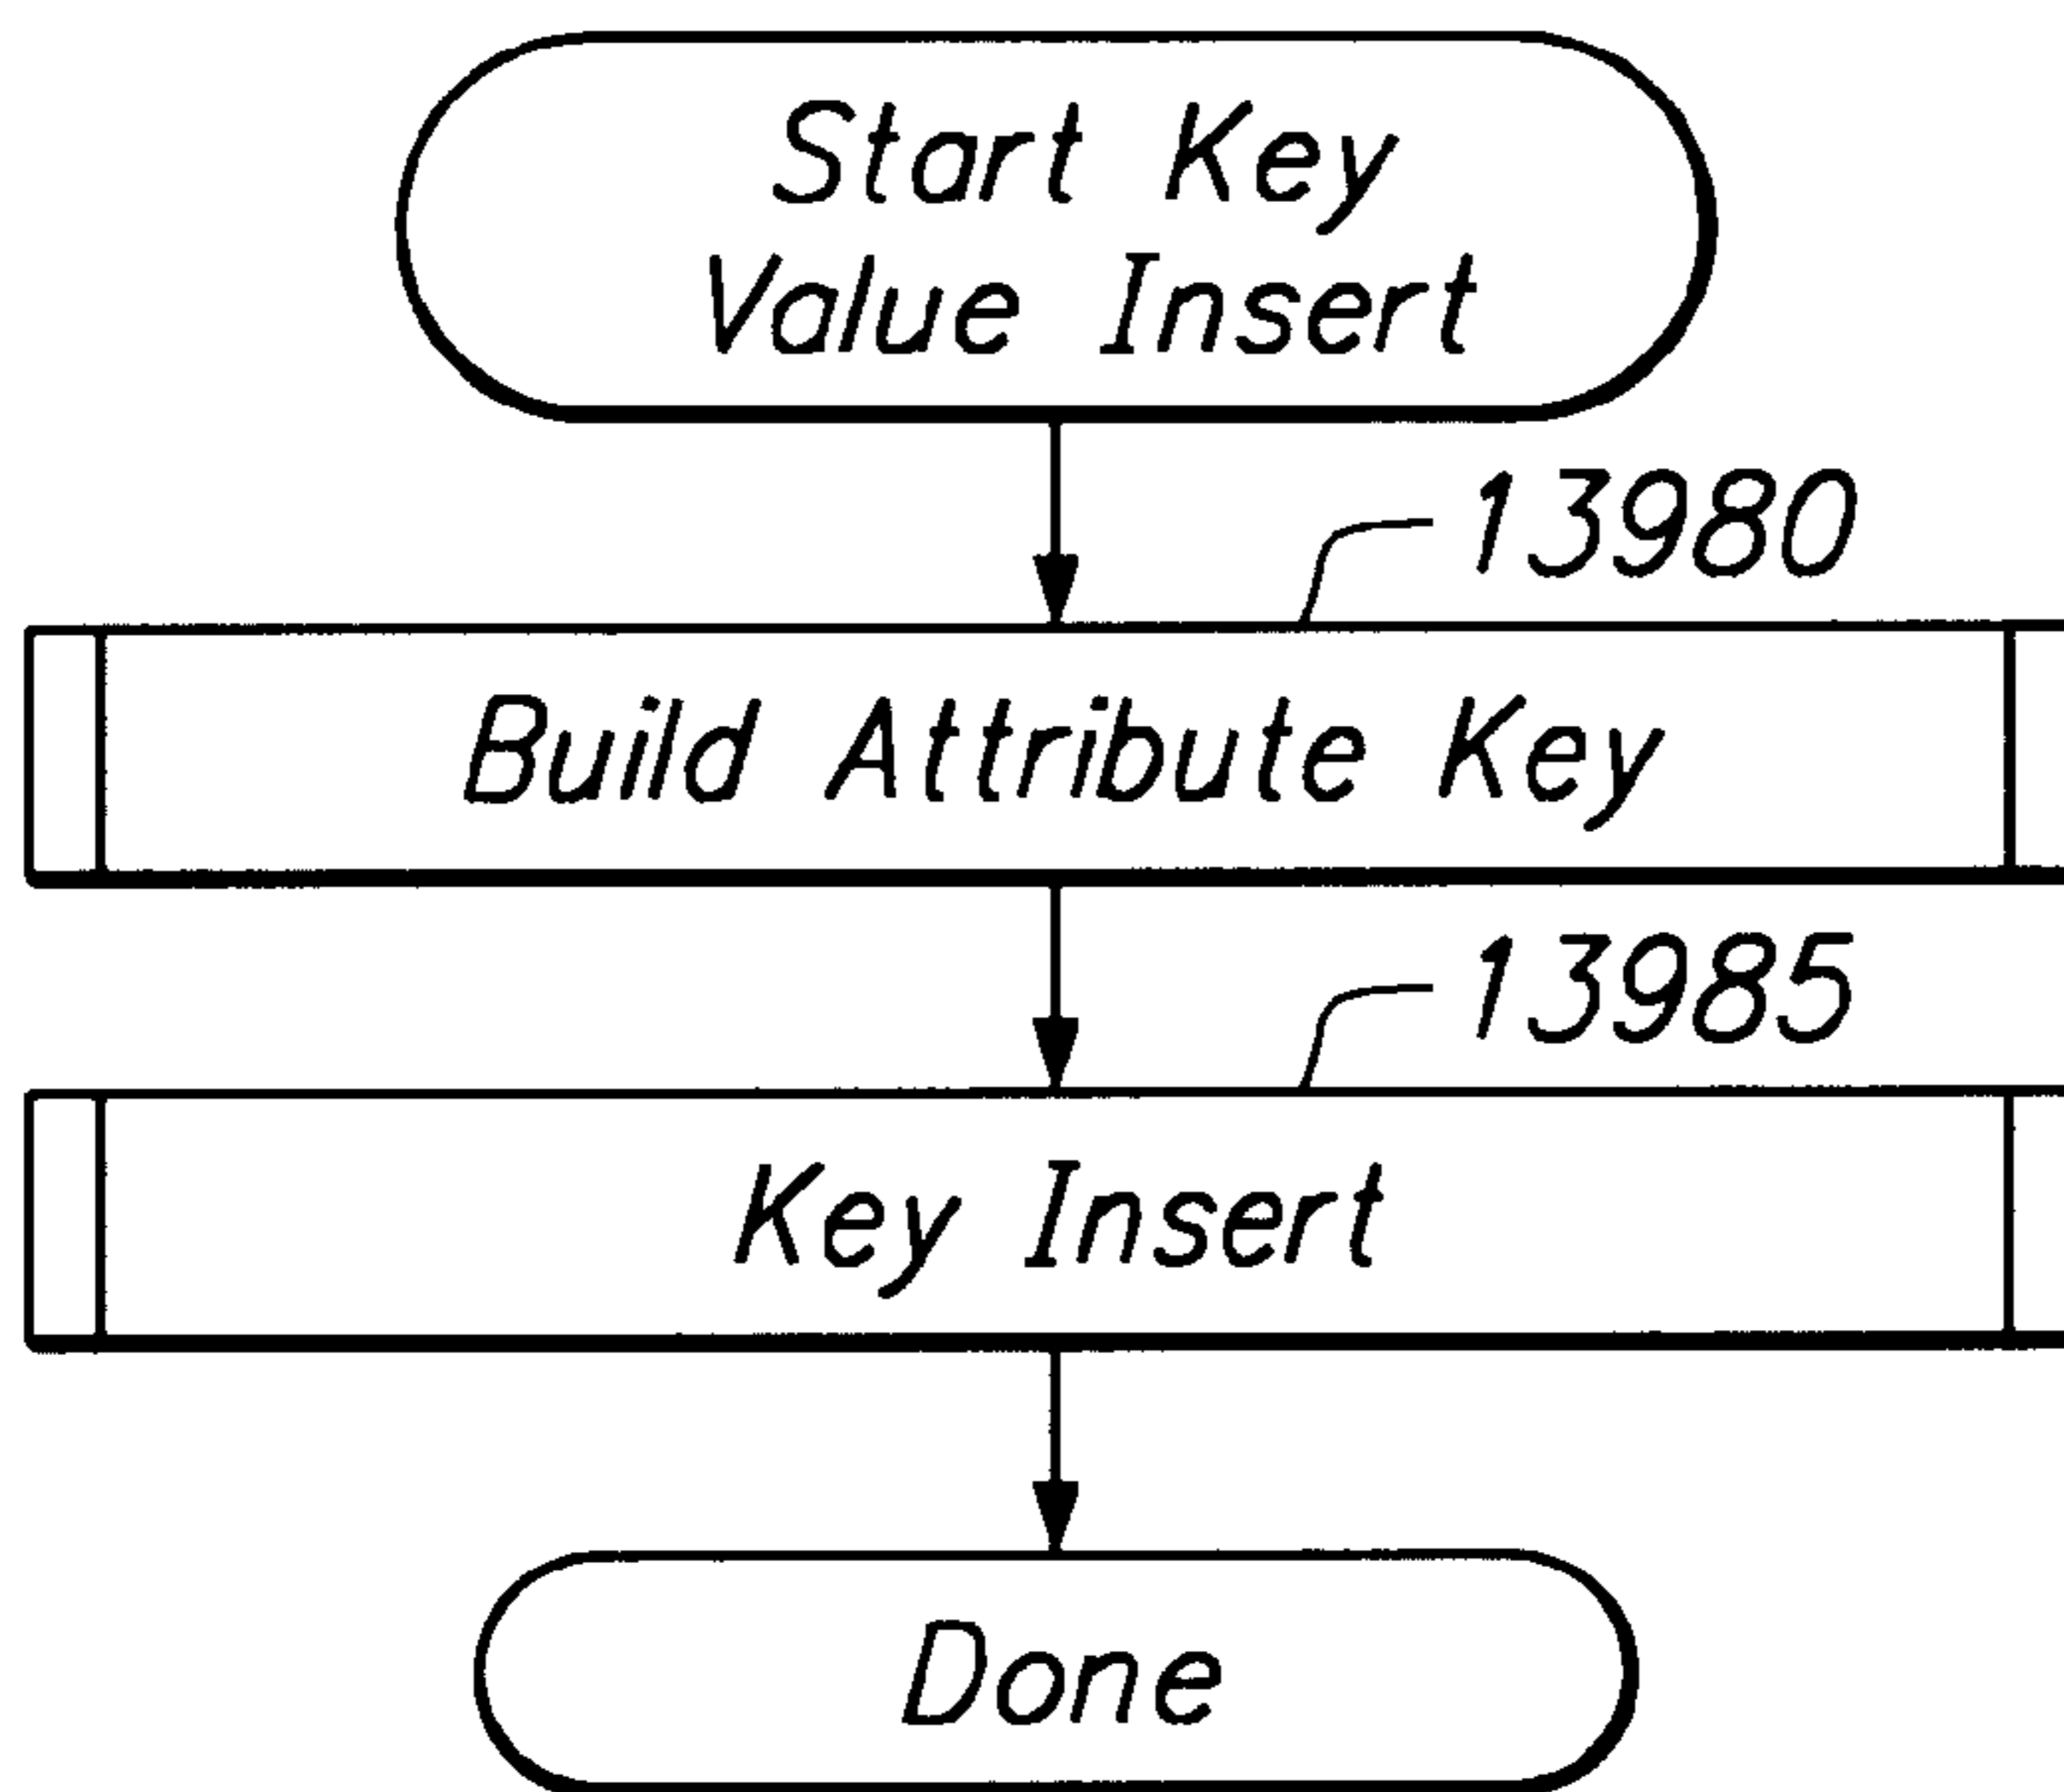 Start Key
Value Insert
13980
Build Attribute Key
13985
Key Insert
Done